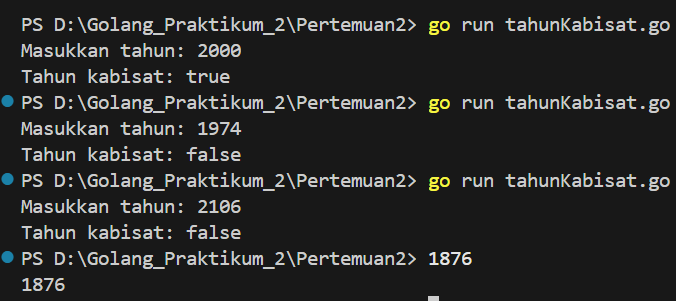 PS D:\Golang_Praktikum_2\Pertemuan2> go run tahunKabisat.go
Masukkan tahun: 2000
Tahun kabisat: true
PS D:\Golang_Praktikum_2\Pertemuan2> go run tahunKabisat.go
Masukkan tahun: 1974
Tahun kabisat: false
PS D:\Golang_Praktikum_2\Pertemuan2> go run tahunKabisat.go
Masukkan tahun: 2106
Tahun kabisat: false
PS D:\Golang_Praktikum_2\Pertemuan2> 1876
1876